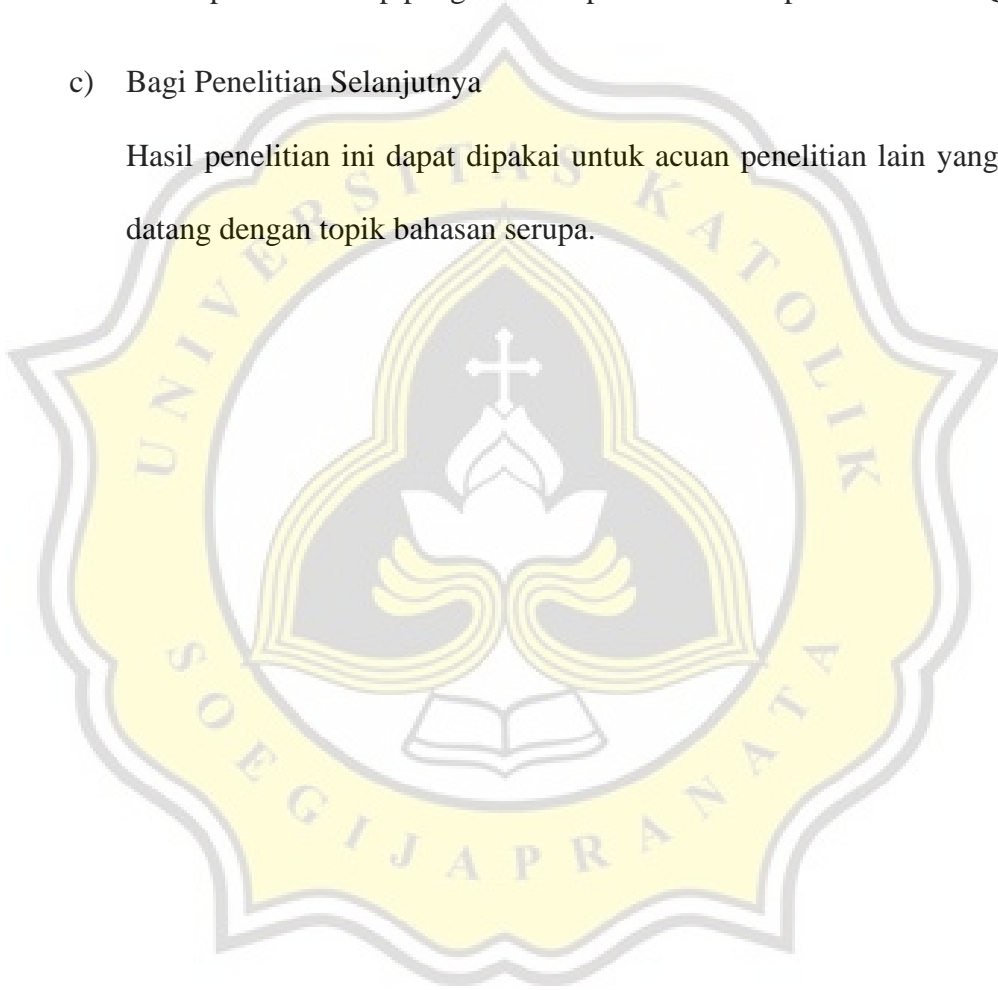 c) Bagi Penelitian Selanjutnya
Hasil penelitian ini dapat dipakai untuk acuan penelitian lain yang
datang dengan topik bahasan serupa.
UNIVERSITAS KATOLIK
SOEGIJAPRANATA